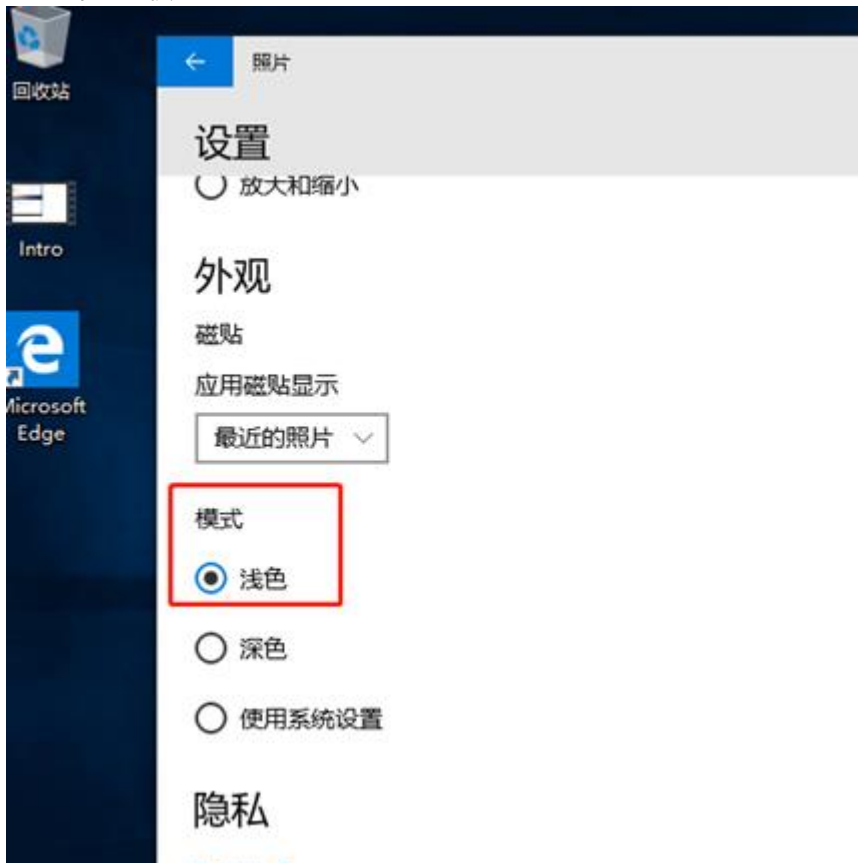 回收站
Intro
Microsoft
Edge
照片
设置
放大和缩小
外观
磁贴
应用磁贴显示
最近的照片
模式
浅色
深色
使用系统设置
隐私